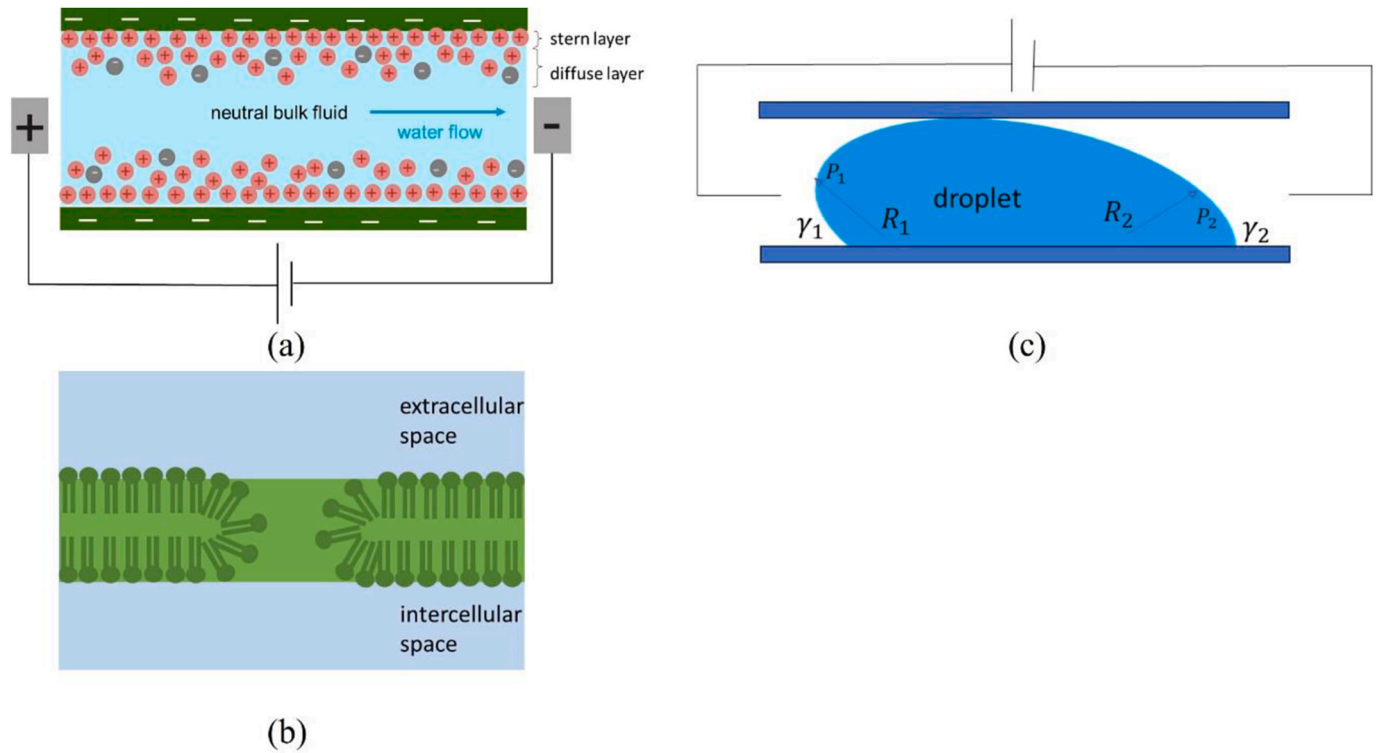 stern layer
diffuse layer
neutral bulk fluid
water flow
+
-
(a)
P₁
droplet
R₁
R₂
P₂
γ₁
γ₂
(c)
extracellular
space
intercellular
space
(b)